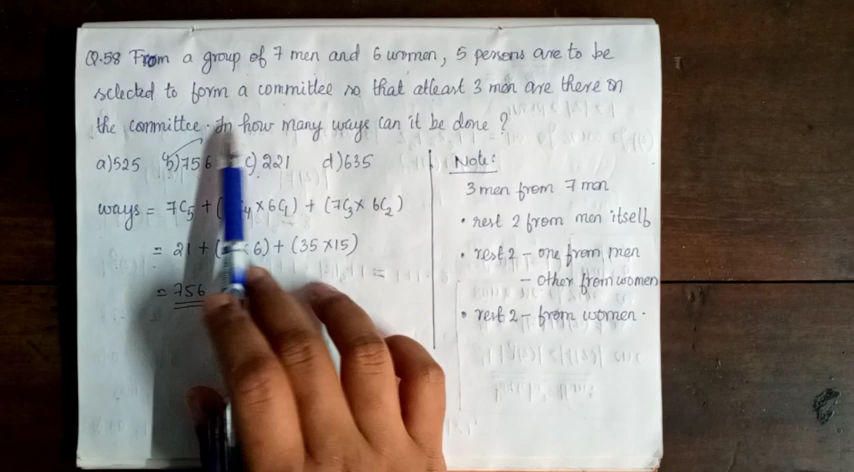 Q.58 From a group of 7 men and 6 women, 5 persons are to be
selected to form a committee so that atleast 3 men are there on
the committee. In how many ways can it be done ?
a) 525 b) 756 c) 221 d) 635
ways = 7C5 + ( 4 × 6C1) + (7C3 × 6C2)
= 21 + ( 6) + (35 × 15)
= 756
Note:
3 men from 7 men
• rest 2 from men itself
• rest 2 - one from men
- other from women
• rest 2 - from women.